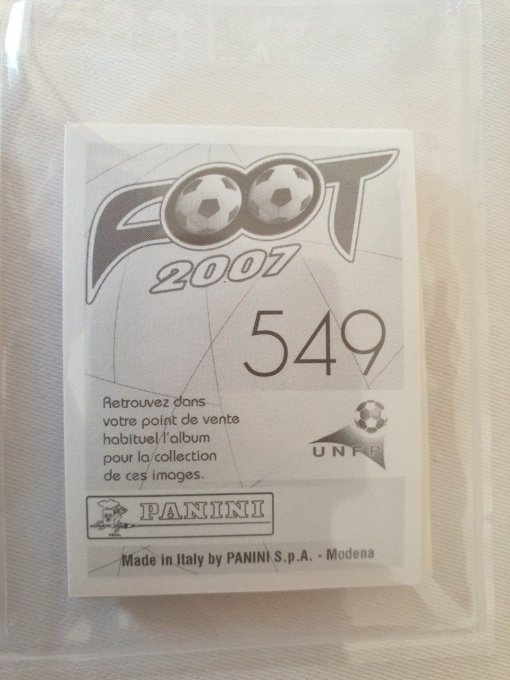 FOOT
2007
549
Retrouvez dans
votre point de vente
habituel l'album
pour la collection
de ces images.
UNFP
PANINI
Made in Italy by PANINI S.p.A. - Modena